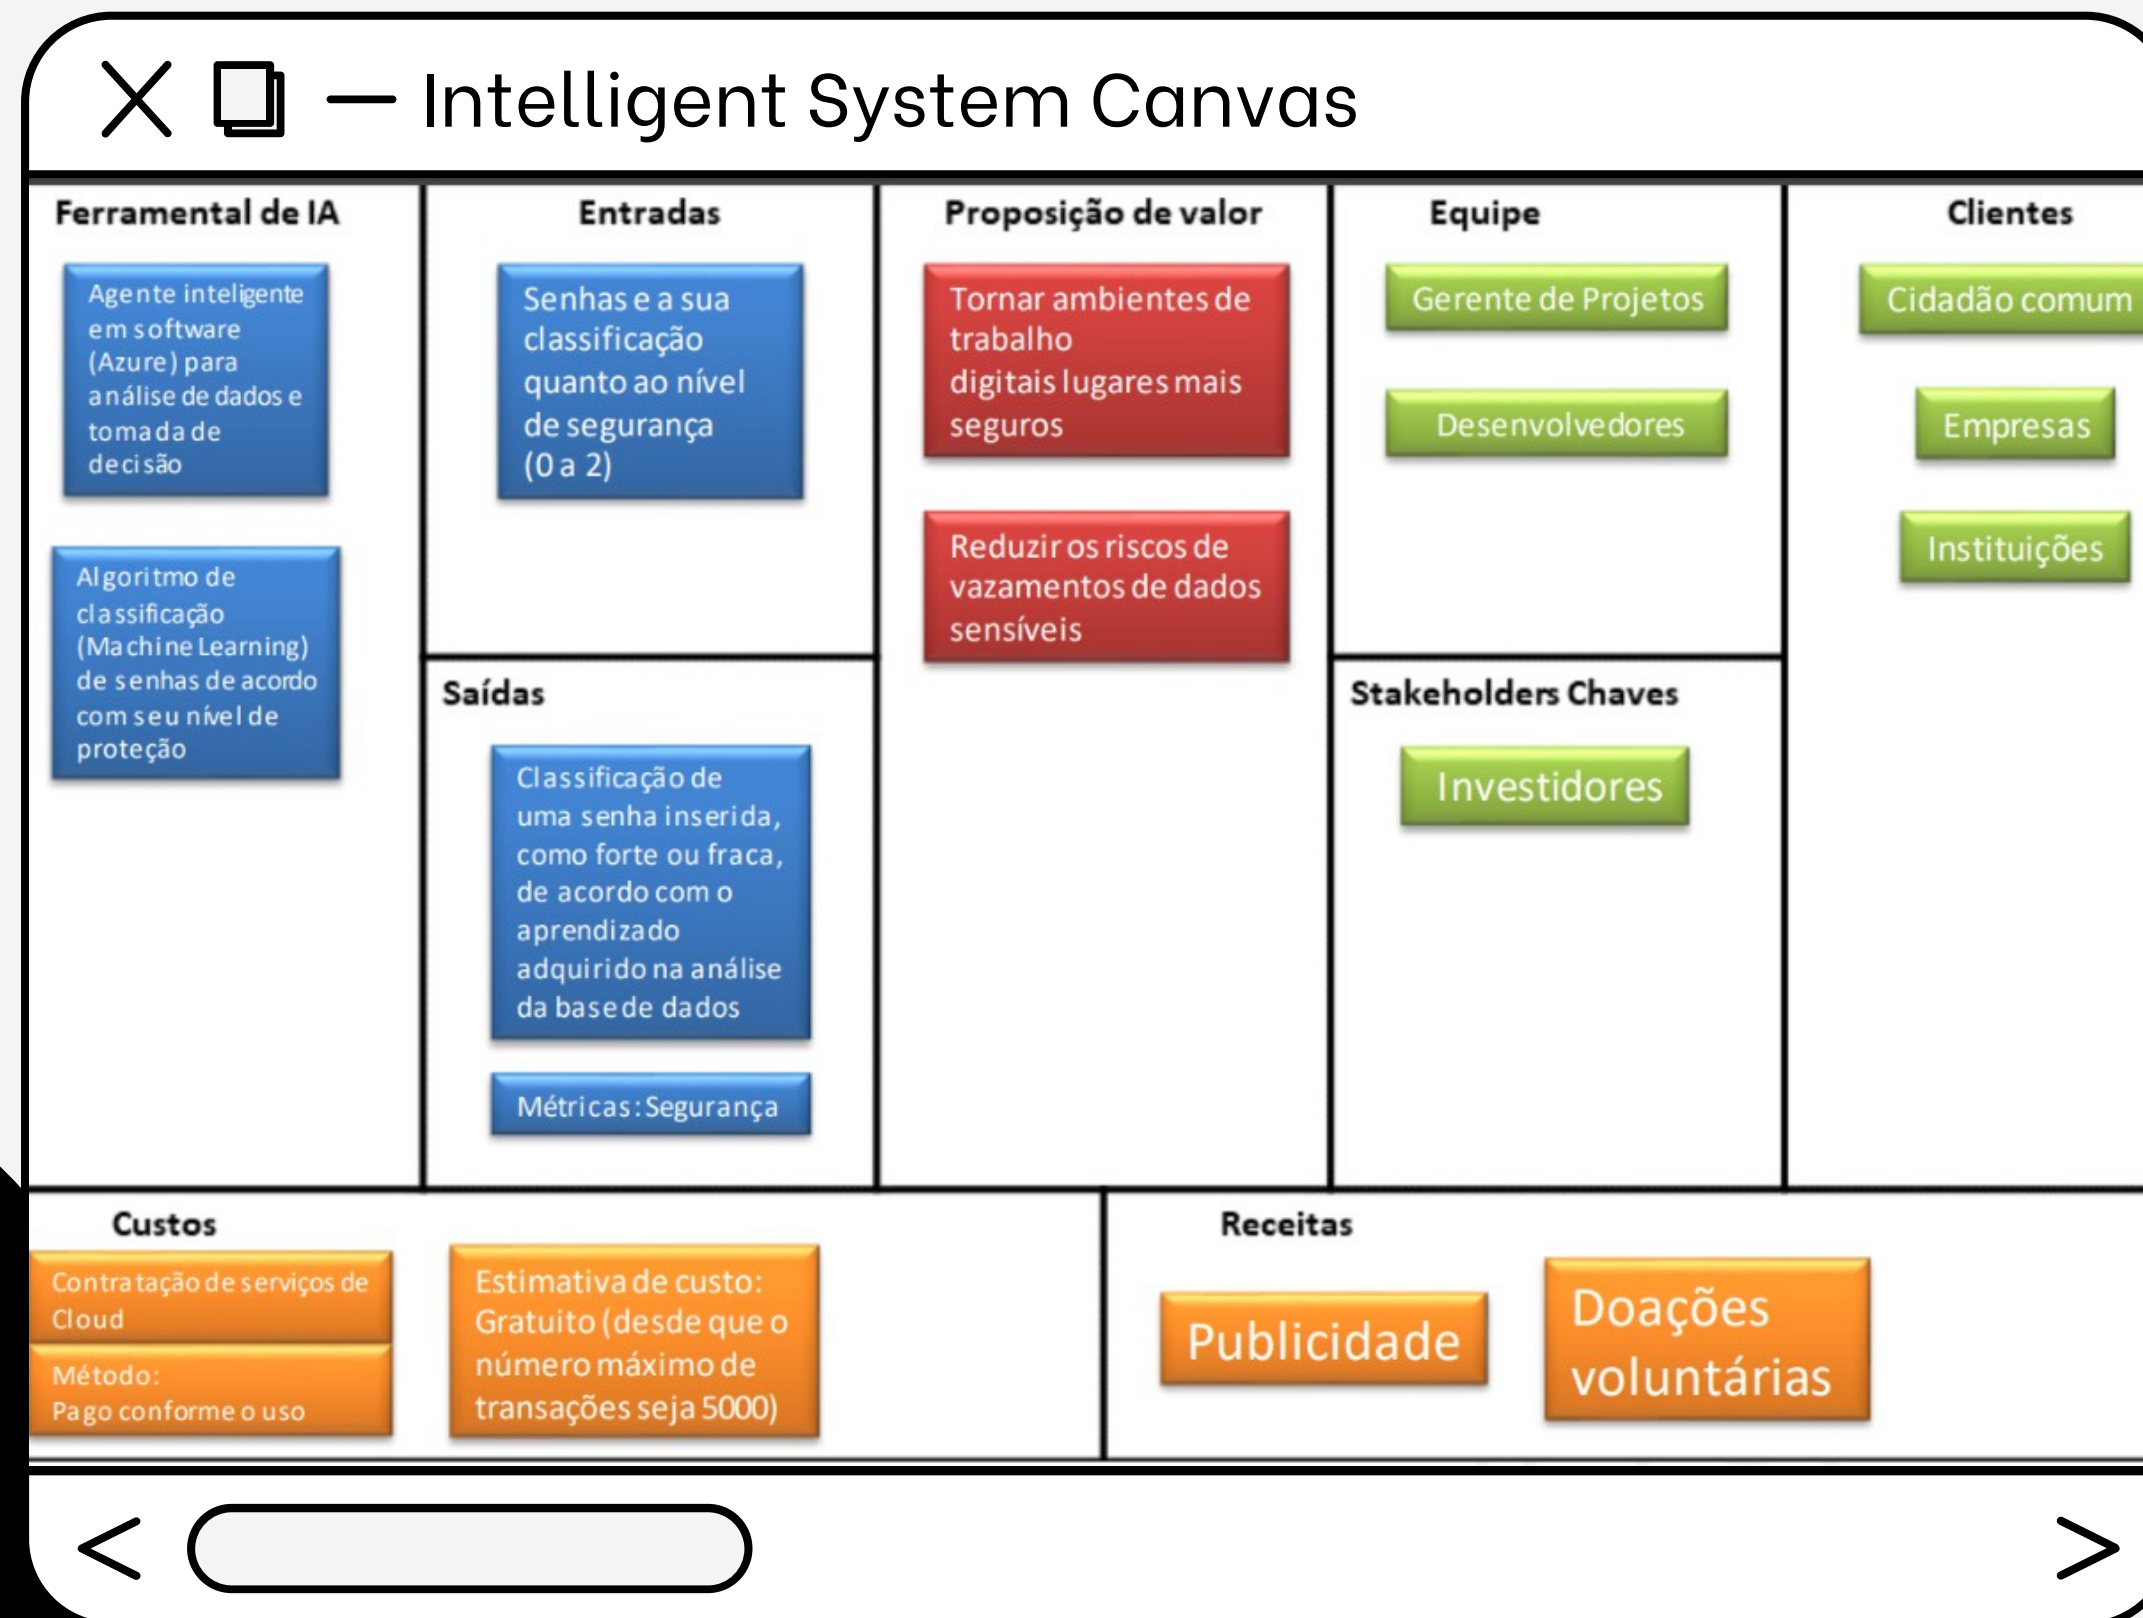 Intelligent System Canvas
Ferramental de IA
Agente inteligente
em software
(Azure) para
análise de dados e
tomada de
decisão
Algoritmo de
classificação
(Machine Learning)
de senhas de acordo
com seu nível de
proteção
Entradas
Senhas e a sua
classificação
quanto ao nível
de segurança
(0 a 2)
Saídas
Classificação de
uma senha inserida,
como forte ou fraca,
de acordo com o
aprendizado
adquirido na análise
da base de dados
Métricas: Segurança
Proposição de valor
Tornar ambientes de
trabalho
digitais lugares mais
seguros
Reduzir os riscos de
vazamentos de dados
sensíveis
Equipe
Gerente de Projetos
Desenvolvedores
Stakeholders Chaves
Investidores
Clientes
Cidadão comum
Empresas
Instituições
Custos
Contratação de serviços de
Cloud
Método:
Pago conforme o uso
Estimativa de custo:
Gratuito (desde que o
número máximo de
transações seja 5000)
Receitas
Publicidade
Doações
voluntárias